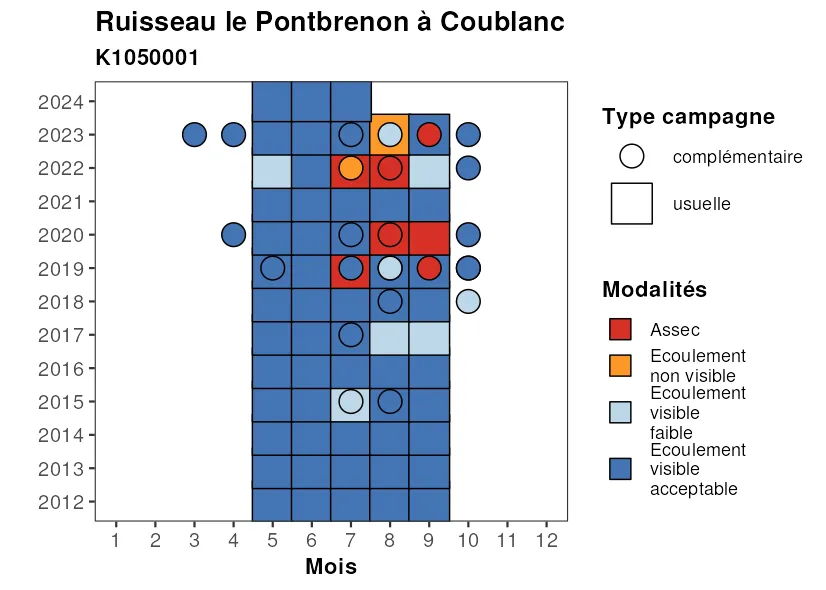 Ruisseau le Pontbrenon à Coublanc
K1050001
2024
2023
2022
2021
2020
2019
2018
2017
2016
2015
2014
2013
2012
1 2 3 4 5 6 7 8 9 10 11 12
Mois
Type campagne
complémentaire
usuelle
Modalités
Assec
Ecoulement
non visible
Ecoulement
visible
faible
Ecoulement
visible
acceptable